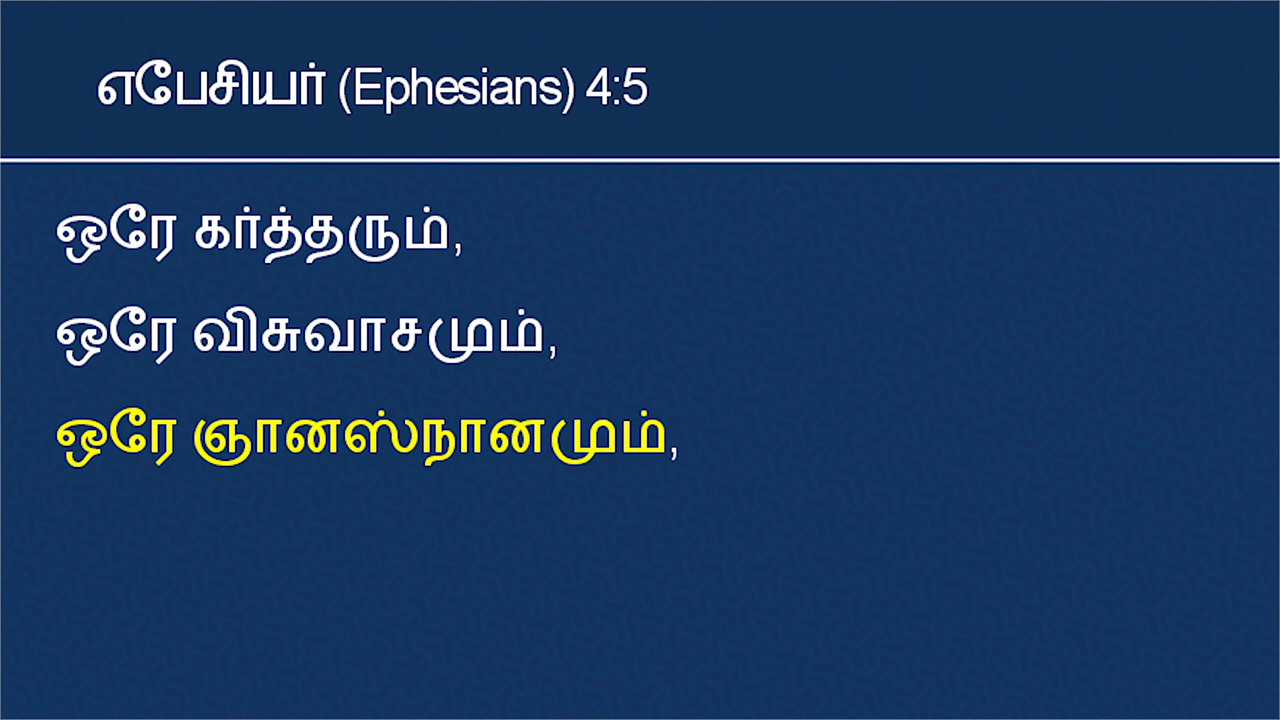 எபேசியர் (Ephesians) 4:5
ஒரே கர்த்தரும்,
ஒரே விசுவாசமும்,
ஒரே ஞானஸ்நானமும்,